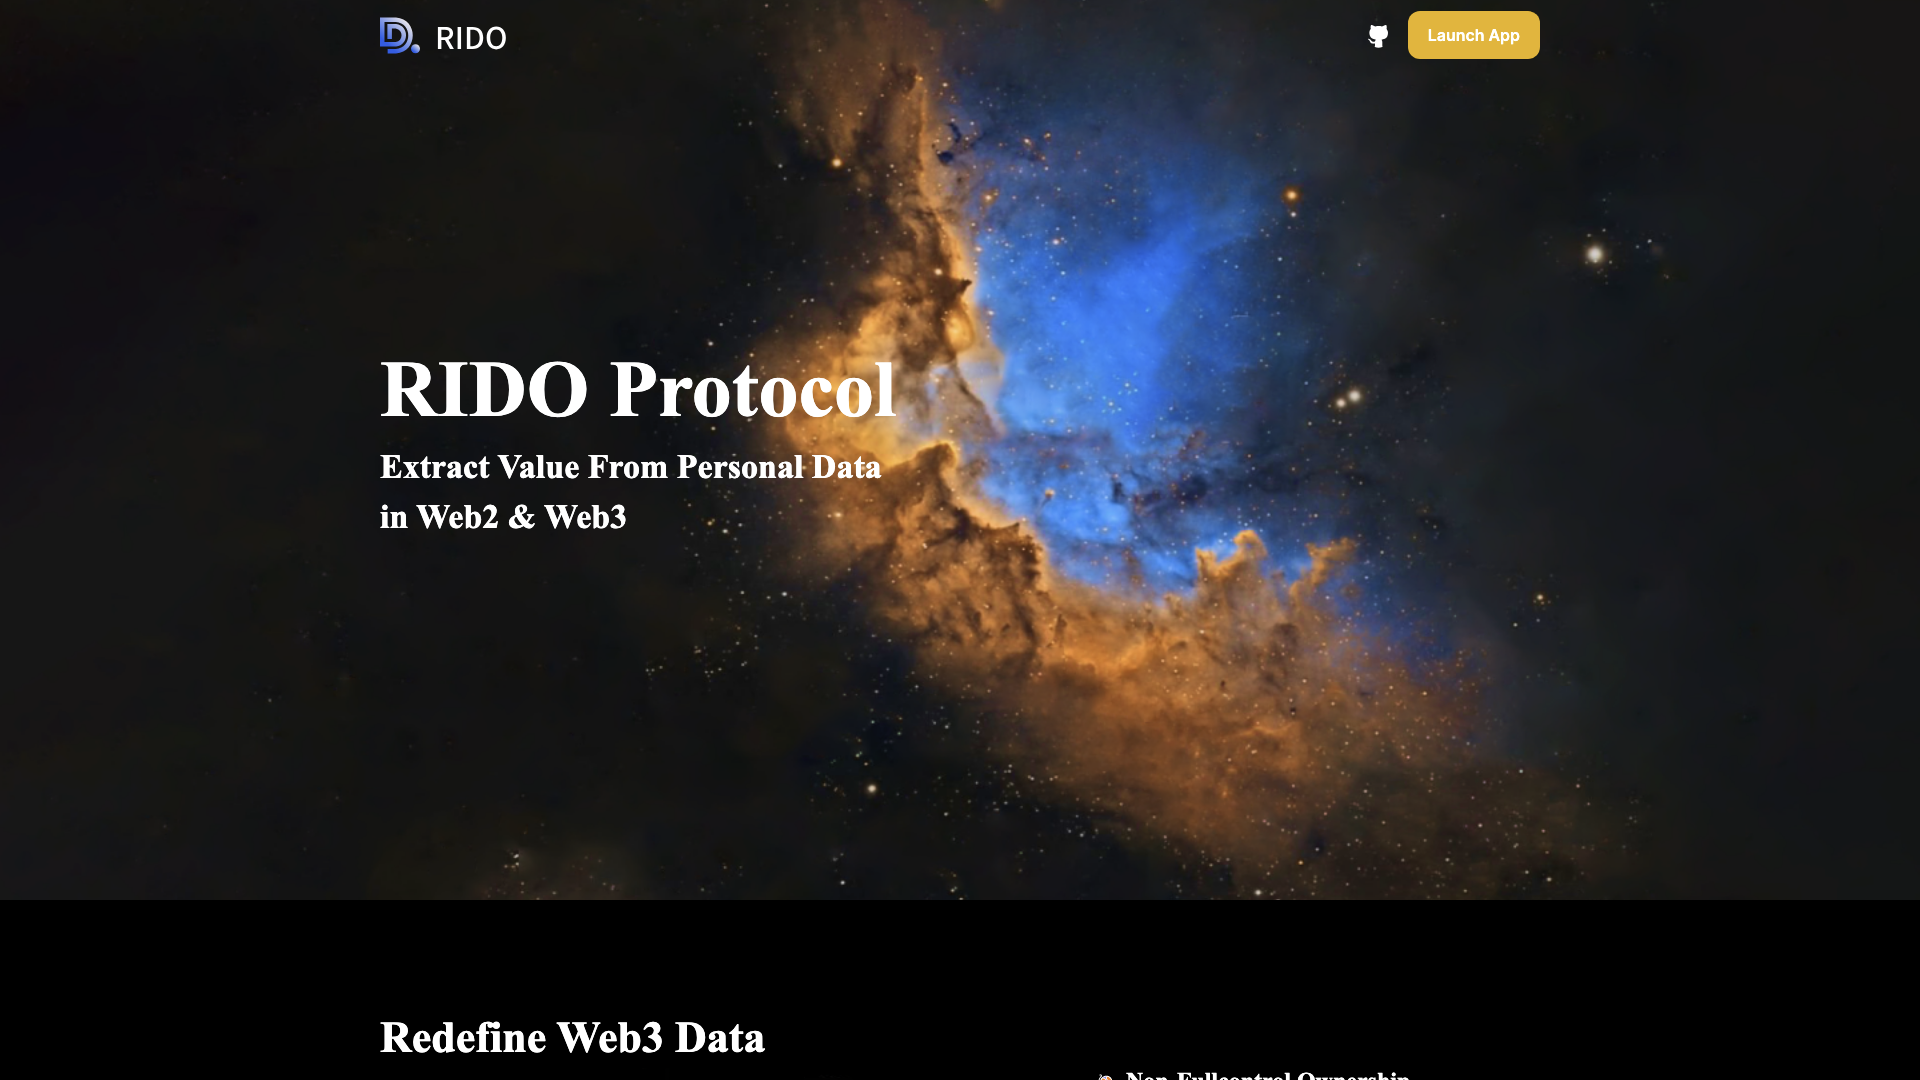 RIDO
Launch App
RIDO Protocol
Extract Value From Personal Data
in Web2 & Web3
Redefine Web3 Data
Non-Fullcontrol Ownership